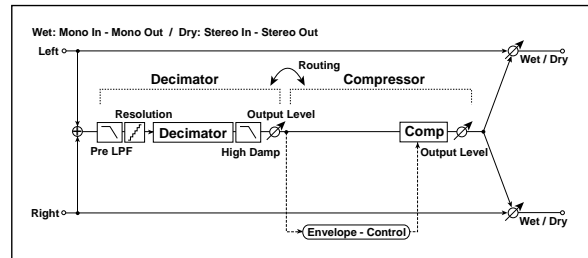 Wet: Mono In - Mono Out / Dry: Stereo In - Stereo Out
Left
Wet / Dry
Routing
Decimator
Compressor
Resolution
Output Level
Decimator
Comp
Pre LPF
High Damp
Output Level
Right
Wet / Dry
Envelope - Control